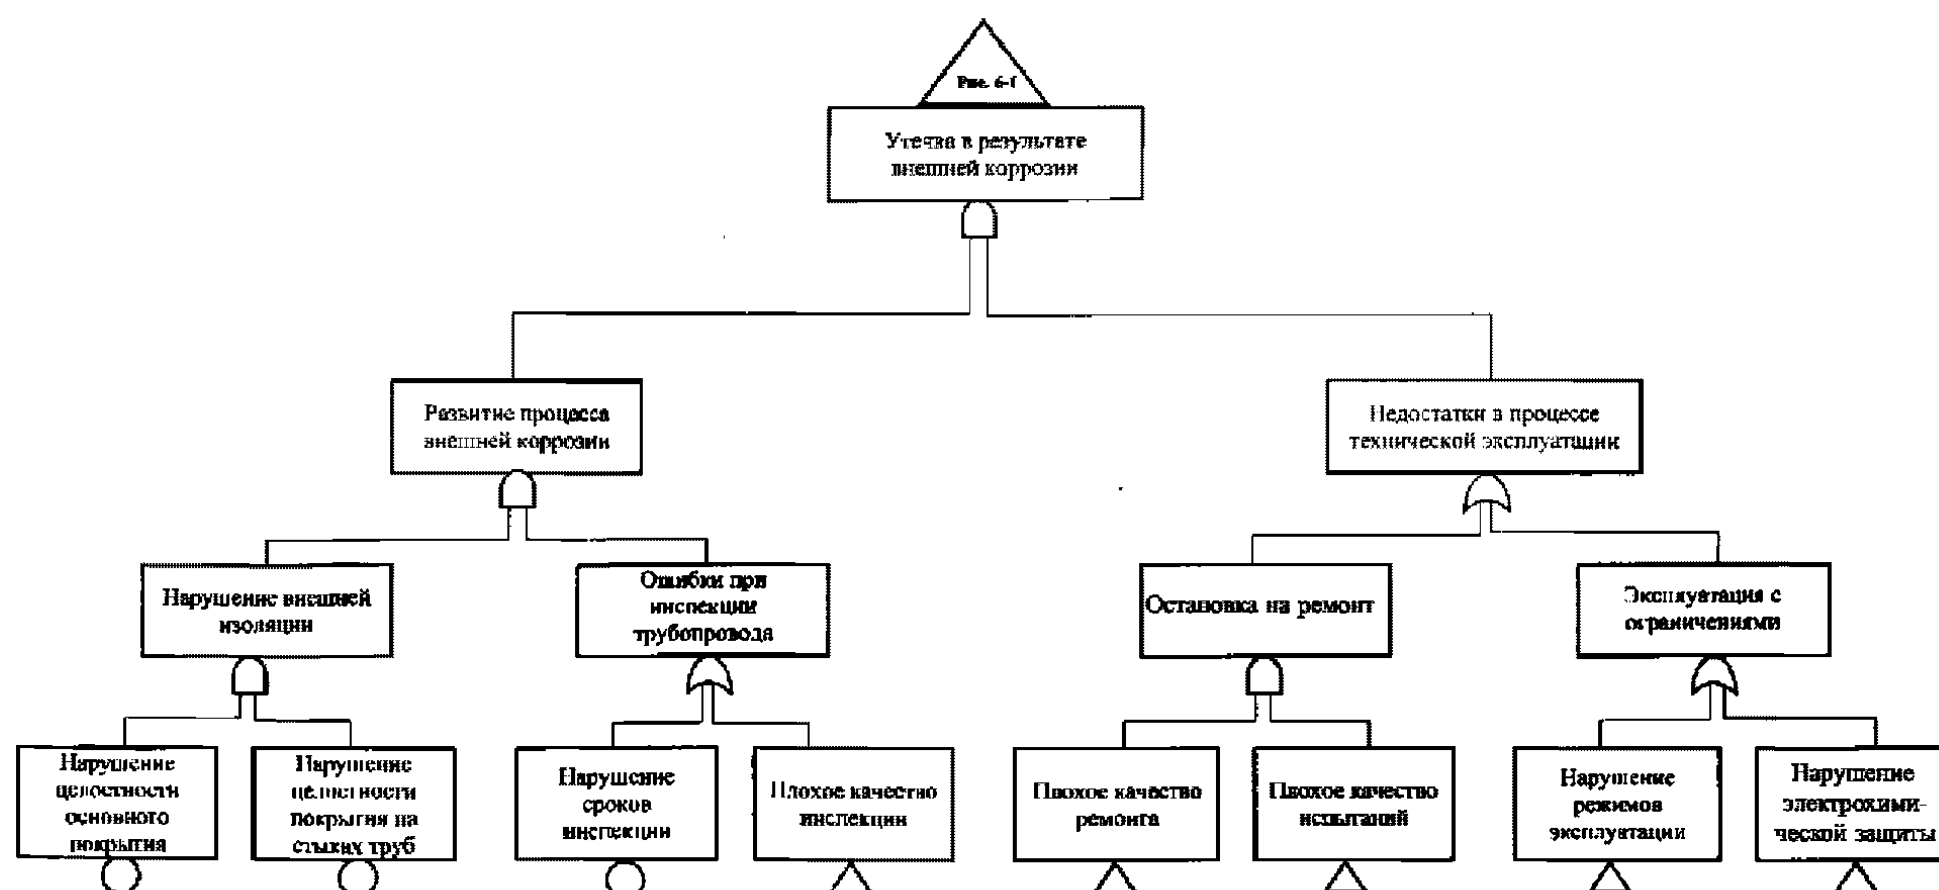 Рис. 6-1
Утечка в результате
внешней коррозии
Развитие процесса
внешней коррозии
Недостатки в процессе
технической эксплуатации
Нарушение внешней
изоляции
Ошибки при
инспекции
трубопровода
Остановка на ремонт
Эксплуатация с
ограничениями
Нарушение
целостности
основного
покрытия
Нарушение
целостности
покрытия на
стыках труб
Нарушение
сроков
инспекции
Плохое качество
инспекции
Плохое качество
ремонта
Плохое качество
испытаний
Нарушение
режимов
эксплуатации
Нарушение
электрохими-
ческой защиты